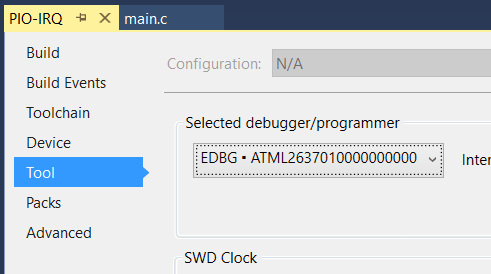 PIO-IRQ
main.c
Build
Build Events
Toolchain
Device
Tool
Packs
Advanced
Configuration: N/A
Selected debugger/programmer
EDBG • ATML2637010000000000
SWD Clock